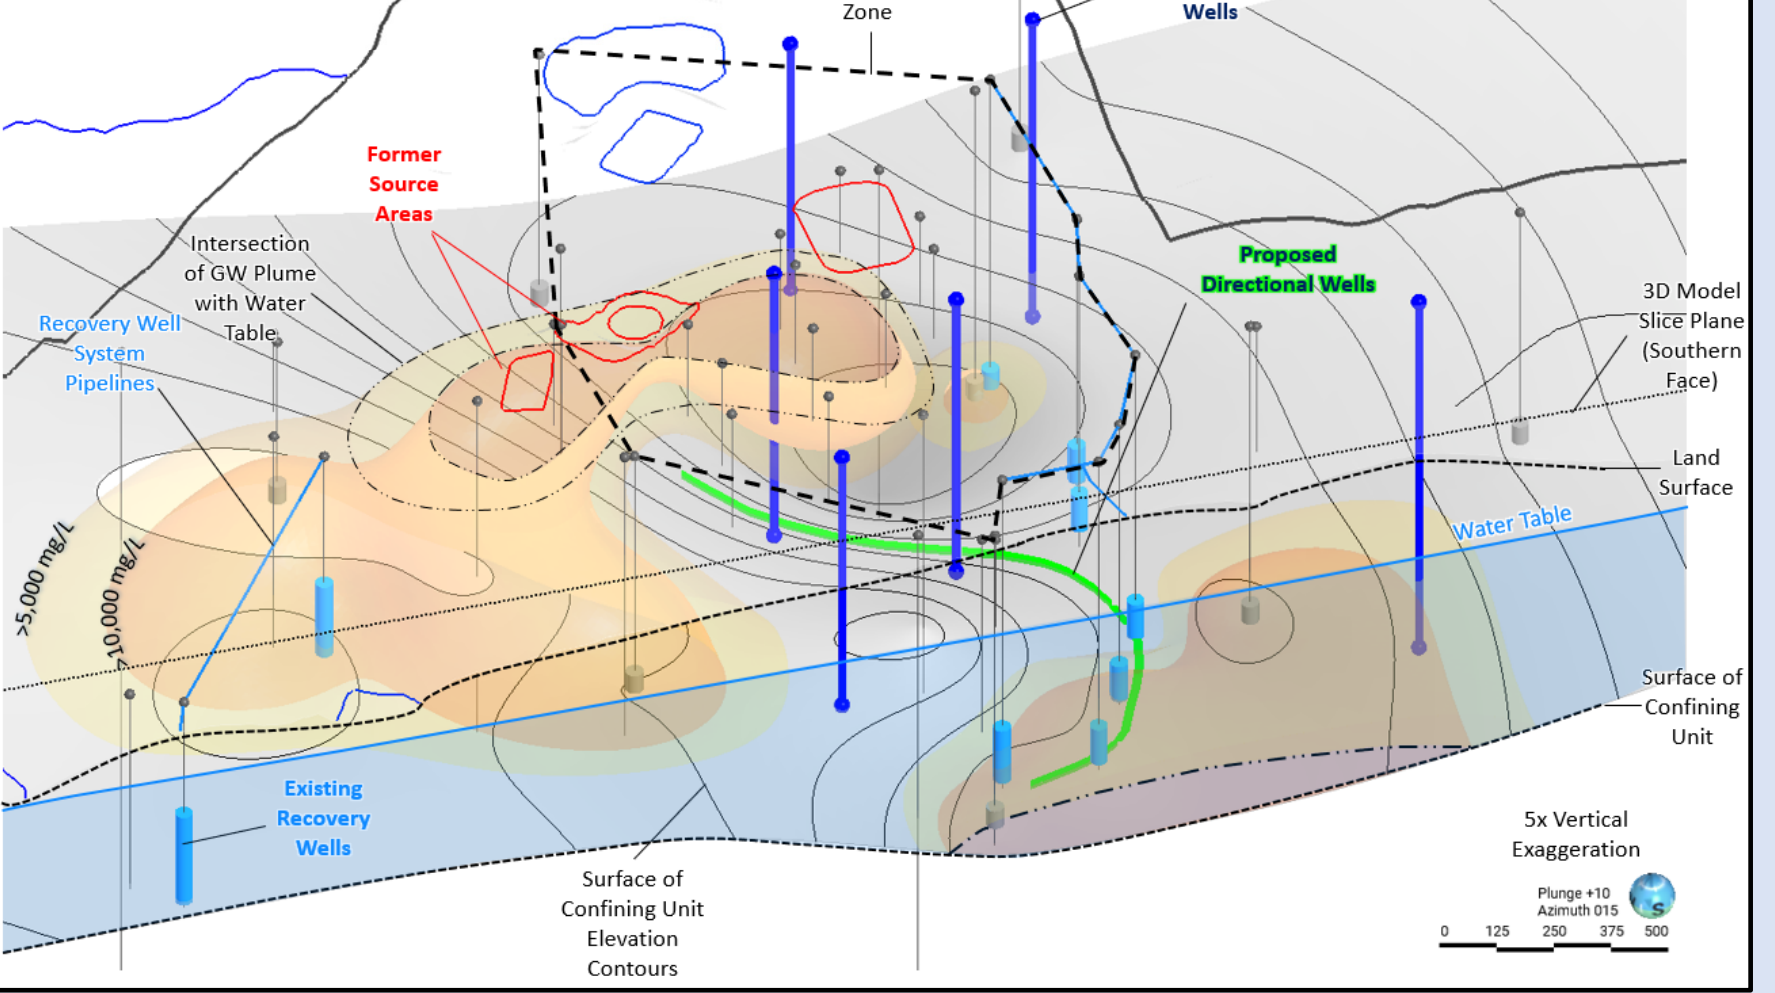 Zone
Wells
Former
Source
Areas
Intersection
of GW Plume
with Water
Table
Recovery Well
System
Pipelines
Proposed
Directional Wells
3D Model
Slice Plane
(Southern
Face)
Land
Surface
Water Table
>5,000 mg/L
>10,000 mg/L
Surface of
Confining
Unit
Existing
Recovery
Wells
Surface of
Confining Unit
Elevation
Contours
5x Vertical
Exaggeration
Plunge +10
Azimuth 015
S
0 125 250 375 500